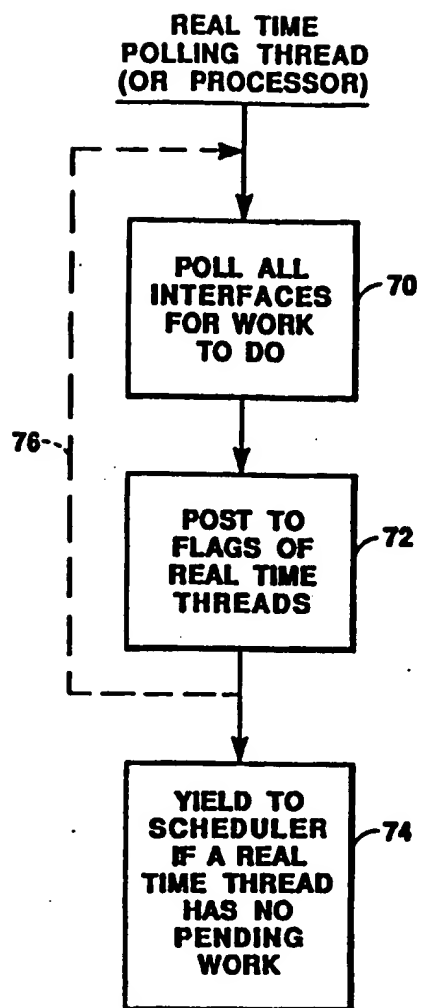 REAL TIME
POLLING THREAD
(OR PROCESSOR)
POLL ALL
INTERFACES
FOR WORK
TO DO
70
76
POST TO
FLAGS OF
REAL TIME
THREADS
72
YIELD TO
SCHEDULER
IF A REAL
TIME THREAD
HAS NO
PENDING
WORK
74